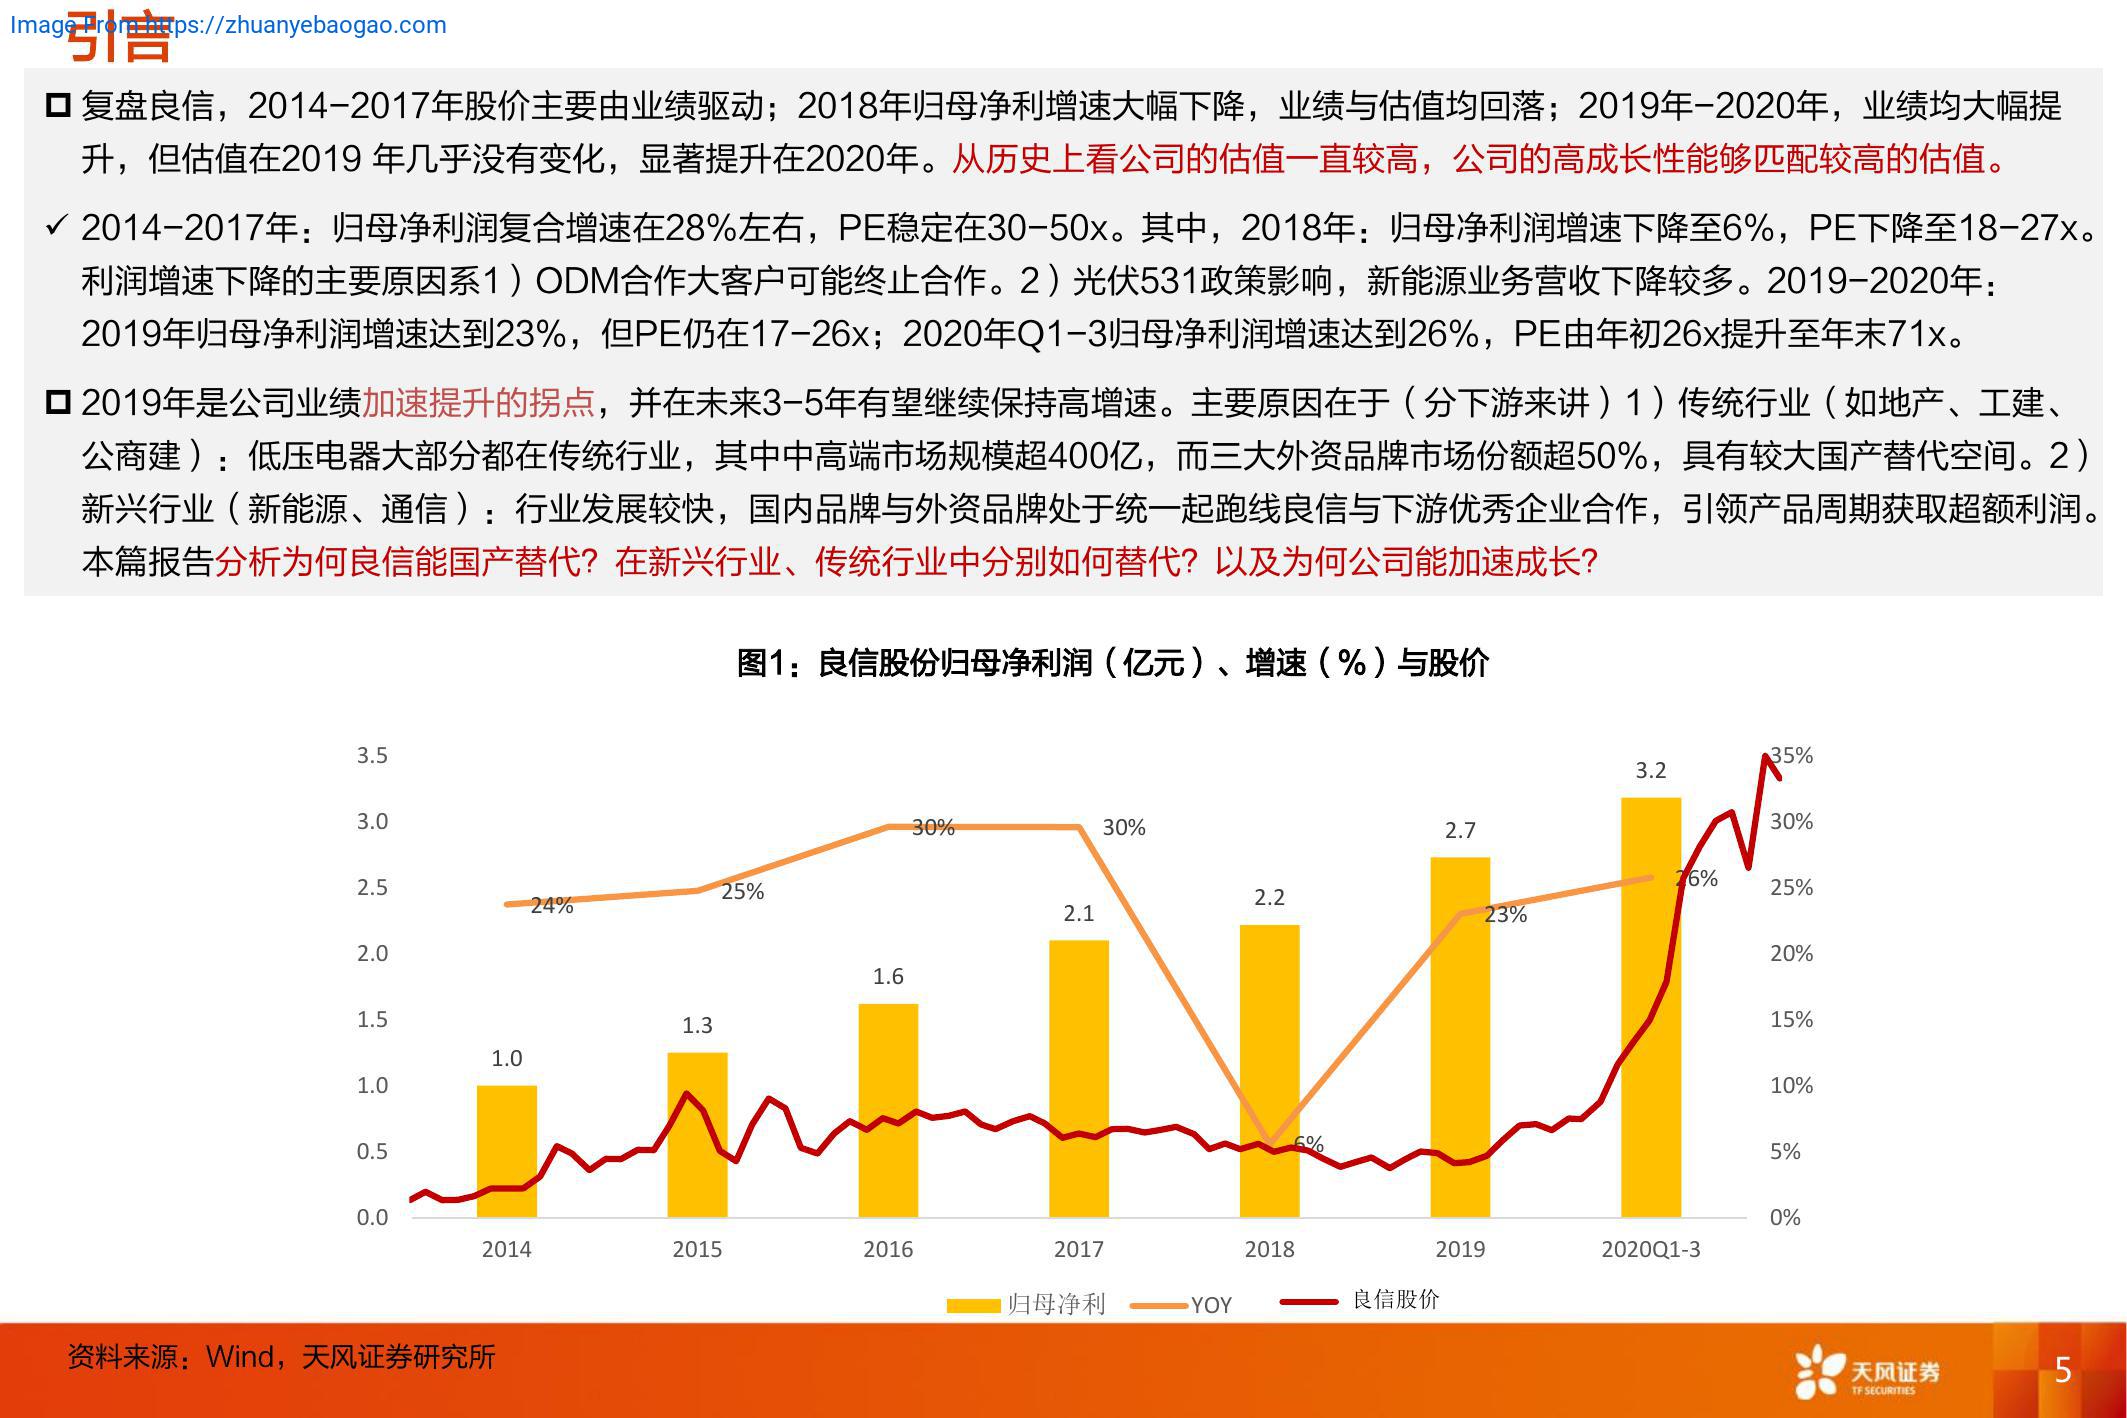 Image From https://zhuanyebaogao.com
引言
复盘良信，2014-2017年股价主要由业绩驱动；2018年归母净利增速大幅下降，业绩与估值均回落；2019年-2020年，业绩均大幅提
升，但估值在2019 年几乎没有变化，显著提升在2020年。从历史上看公司的估值一直较高，公司的高成长性能够匹配较高的估值。
2014-2017年：归母净利润复合增速在28%左右，PE稳定在30-50x。其中，2018年：归母净利润增速下降至6%，PE下降至18-27x。
利润增速下降的主要原因系1）ODM合作大客户可能终止合作。2）光伏531政策影响，新能源业务营收下降较多。2019-2020年：
2019年归母净利润增速达到23%，但PE仍在17-26x；2020年Q1-3归母净利润增速达到26%，PE由年初26x提升至年末71x。
2019年是公司业绩加速提升的拐点，并在未来3-5年有望继续保持高增速。主要原因在于（分下游来讲）1）传统行业（如地产、工建、
公商建）：低压电器大部分都在传统行业，其中中高端市场规模超400亿，而三大外资品牌市场份额超50%，具有较大国产替代空间。2）
新兴行业（新能源、通信）：行业发展较快，国内品牌与外资品牌处于统一起跑线良信与下游优秀企业合作，引领产品周期获取超额利润。
本篇报告分析为何良信能国产替代？在新兴行业、传统行业中分别如何替代？以及为何公司能加速成长？
图1：良信股份归母净利润（亿元）、增速（%）与股价
3.5
3.0
2.5
2.0
1.5
1.0
0.5
0.0
1.0
1.3
1.6
2.1
2.2
2.7
3.2
24%
25%
30%
30%
6%
23%
26%
35%
30%
25%
20%
15%
10%
5%
0%
2014 2015 2016 2017 2018 2019 2020Q1-3
归母净利 YOY 良信股价
资料来源：Wind，天风证券研究所
天风证券
TF SECURITIES
5